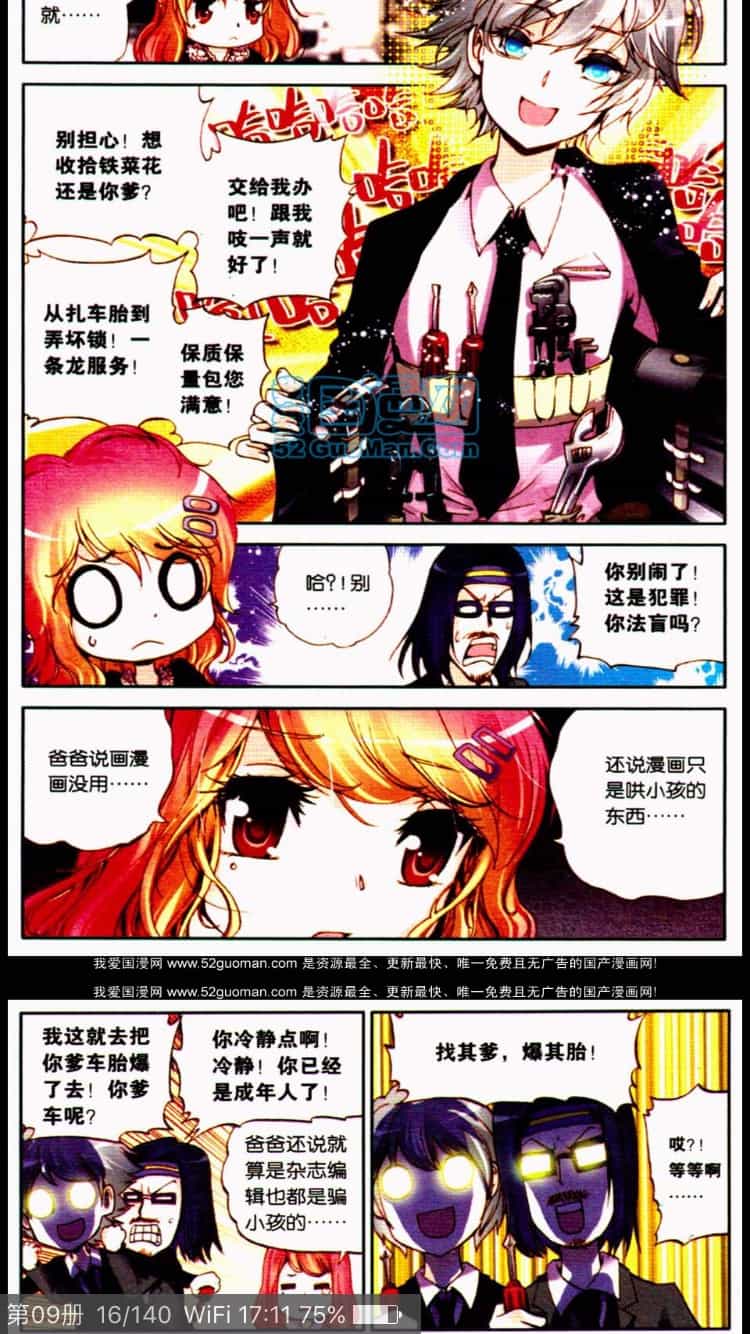 就……
别担心！想
收拾铁菜花
还是你爹？
交给我办
吧！跟我
吱一声就
好了！
哈哈哈
哈哈
从扎车胎到
弄坏锁！一
条龙服务！
保质保
量包您
满意！
52 GuoMan.Com
哈？！别
……
你别闹了！
这是犯罪！
你法盲吗？
爸爸说画漫
画没用……
还说漫画只
是哄小孩的
东西……
我爱国漫网 www.52guoman.com 是资源最全、更新最快、唯一免费且无广告的国产漫画网!
我爱国漫网 www.52guoman.com 是资源最全、更新最快、唯一免费且无广告的国产漫画网!
我这就去把
你爹车胎爆
了去！你爹
车呢？
你冷静点啊！
冷静！你已经
是成年人了！
爸爸还说就
算是杂志编
辑也都是骗
小孩的……
找其爹，爆其胎！
哎？！
等等啊
……
第09册 16/140 WiFi 17:11 75%